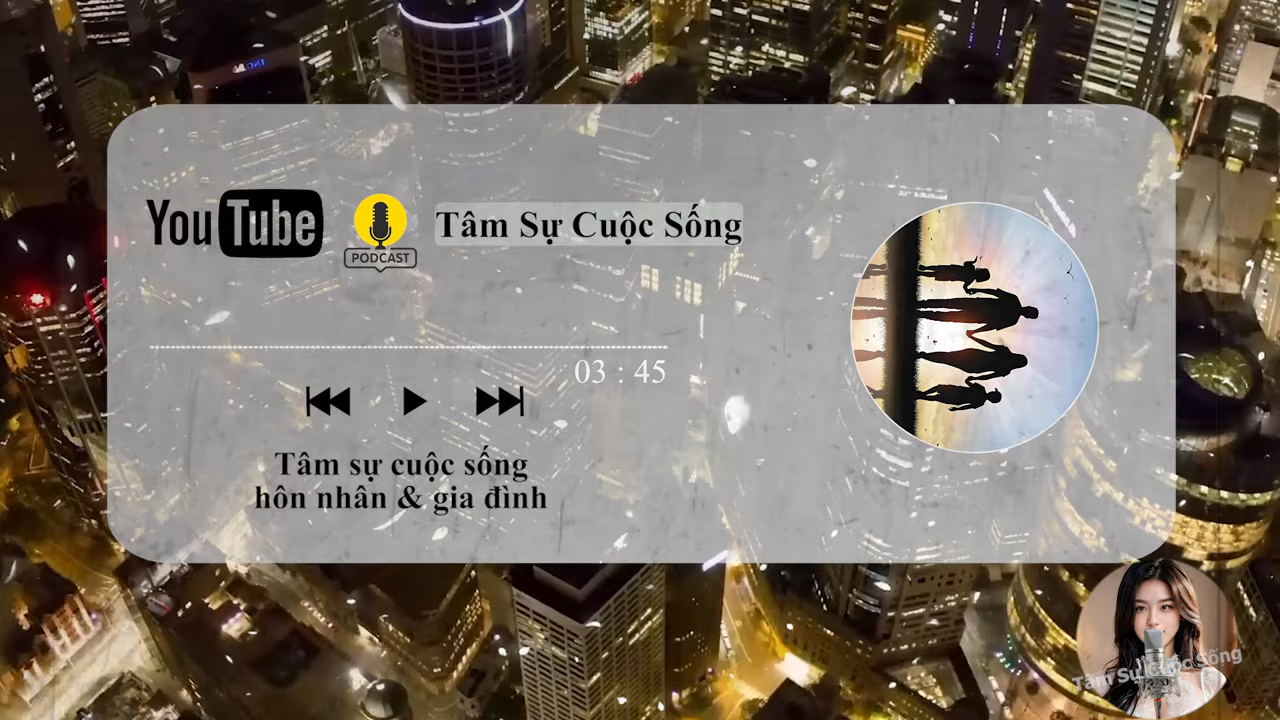 YouTube
PODCAST
Tâm Sự Cuộc Sống
03 : 45
Tâm sự cuộc sống
hôn nhân & gia đình
Tâm Sự Cuộc Sống